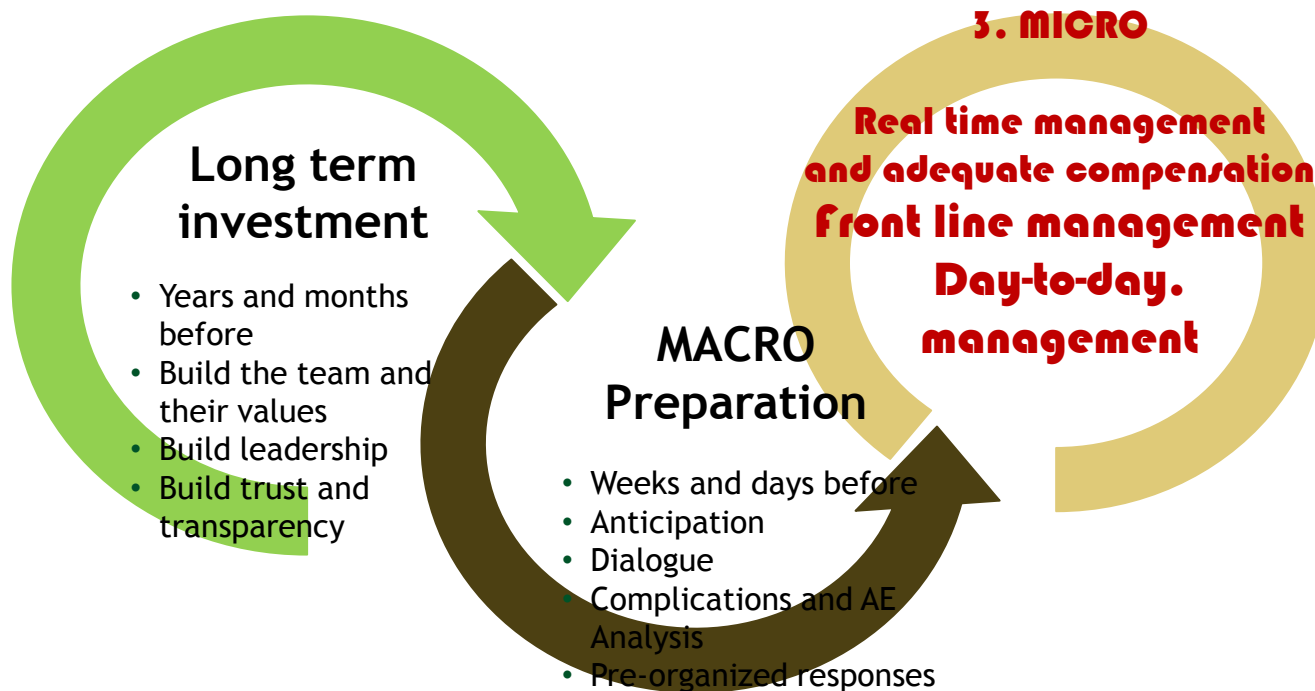 Long term
investment
• Years and months
before
• Build the team and
their values
• Build leadership
• Build trust and
transparency
MACRO
Preparation
• Weeks and days before
• Anticipation
• Dialogue
• Complications and AE
Analysis
• Pre-organized responses
3. MICRO
Real time management
and adequate compensation
Front line management
Day-to-day.
management